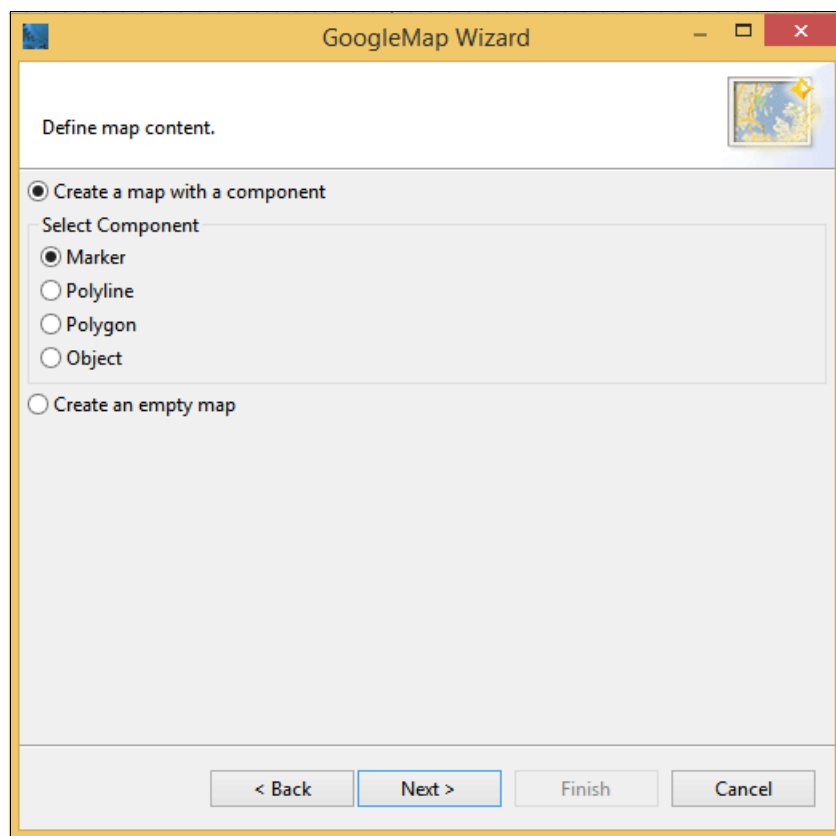 GoogleMap Wizard
Define map content.
Create a map with a component
Select Component
Marker
Polyline
Polygon
Object
Create an empty map
< Back Next > Finish Cancel